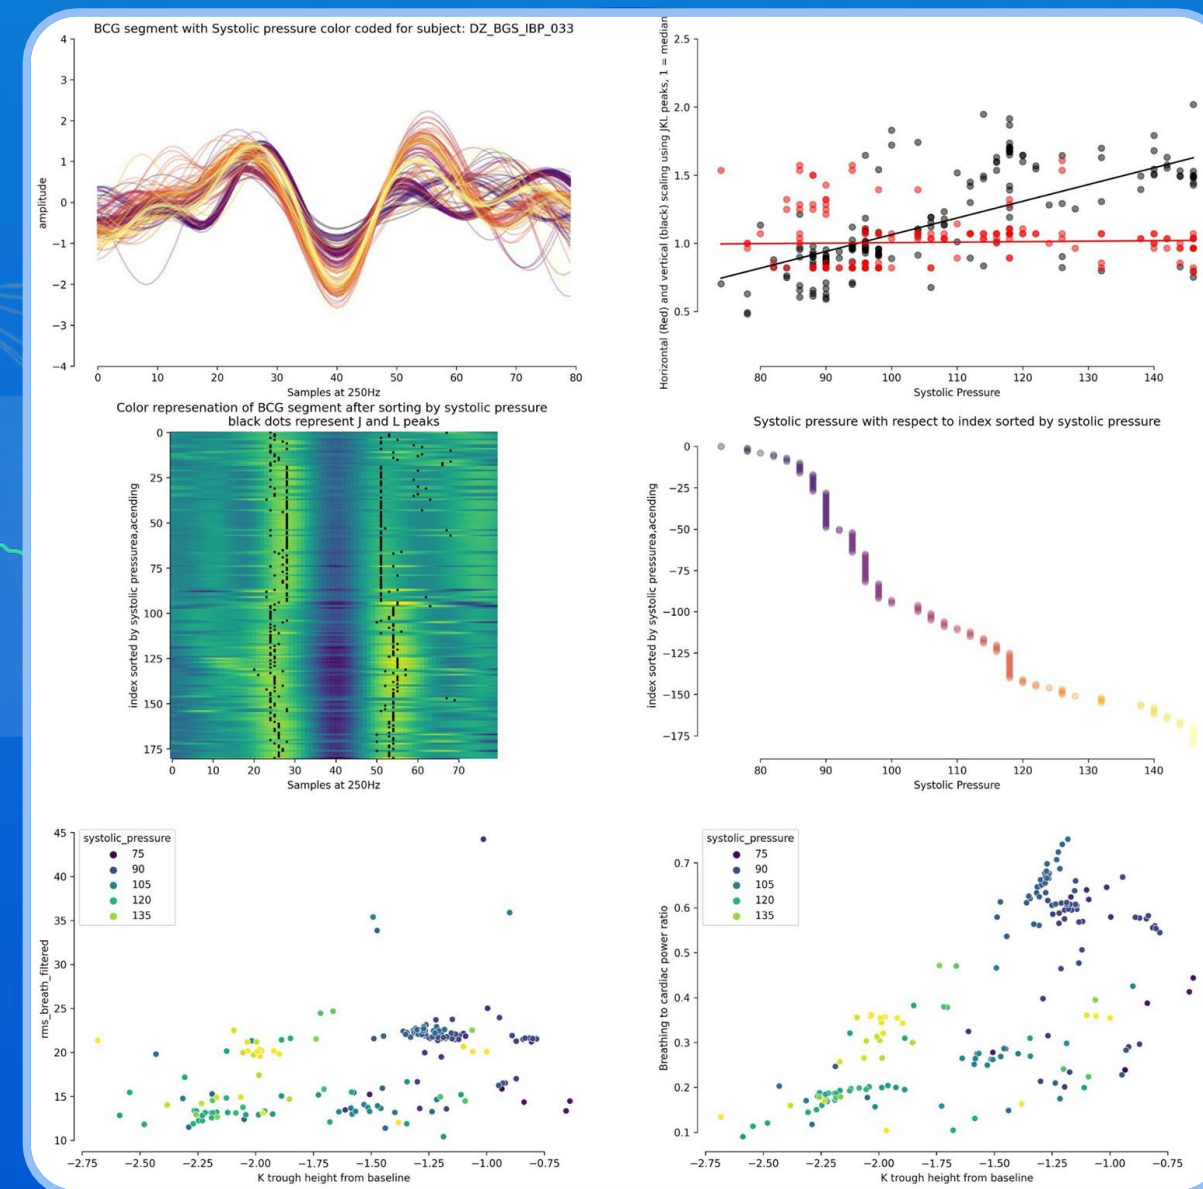 BCG segment with Systolic pressure color coded for subject: DZ_BGS_IBP_033
4
3
2
1
0
−1
−2
−3
−4
amplitude
0 10 20 30 40 50 60 70 80
Samples at 250Hz
Horizontal (Red) and vertical (black) scaling using JKL peaks, 1 = median
2.5
2.0
1.5
1.0
0.5
80 90 100 110 120 130 140
Systolic Pressure
Color represenation of BCG segment after sorting by systolic pressure
black dots represent J and L peaks
index sorted by systolic pressurea,acending
0
25
50
75
100
125
150
175
0 10 20 30 40 50 60 70
Samples at 250Hz
Systolic pressure with respect to index sorted by systolic pressure
index sorted by systolic pressurea,acending
0
−25
−50
−75
−100
−125
−150
−175
80 90 100 110 120 130 140
Systolic Pressure
systolic_pressure
75
90
105
120
135
rms_breath_filtered
45
40
35
30
25
20
15
10
−2.75 −2.50 −2.25 −2.00 −1.75 −1.50 −1.25 −1.00 −0.75
K trough height from baseline
systolic_pressure
75
90
105
120
135
Breathing to cardiac power ratio
0.7
0.6
0.5
0.4
0.3
0.2
0.1
−2.75 −2.50 −2.25 −2.00 −1.75 −1.50 −1.25 −1.00 −0.75
K trough height from baseline